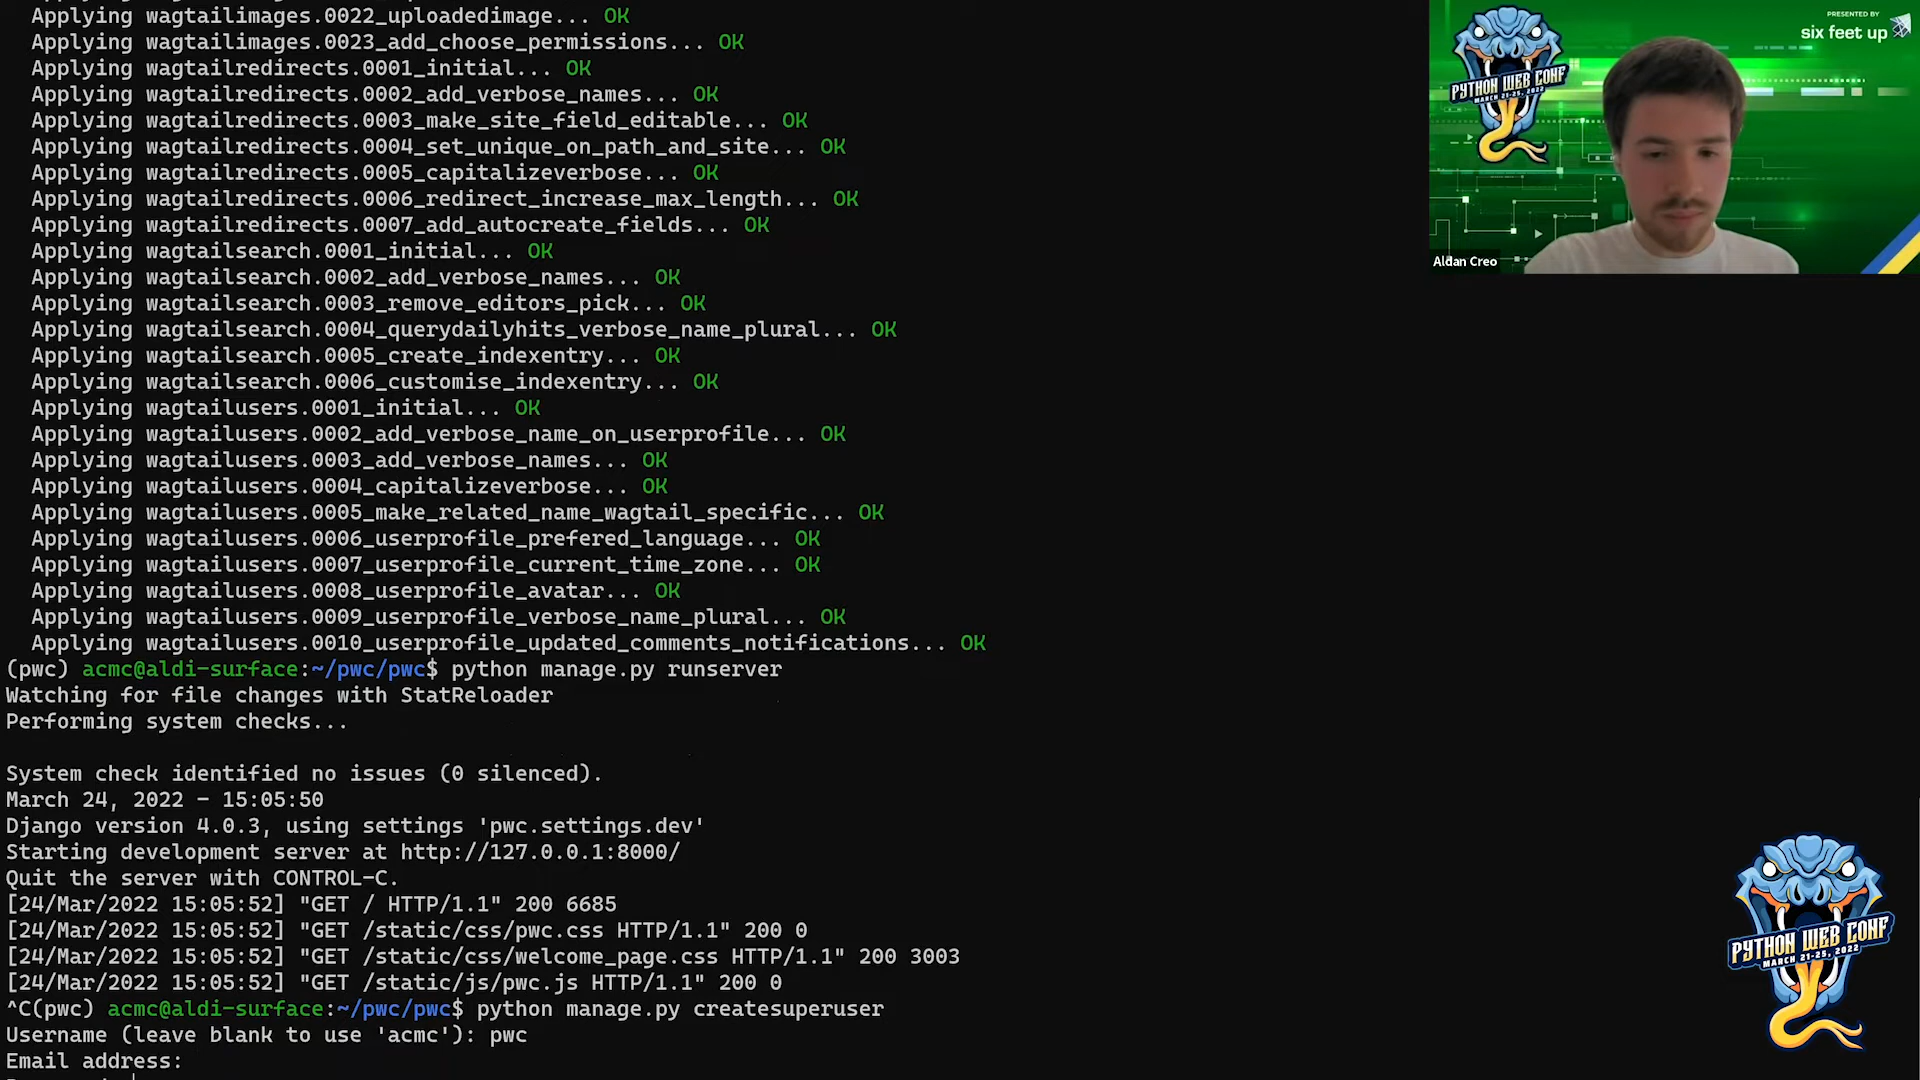 Applying wagtailimages.0022_uploadedimage... OK
Applying wagtailimages.0023_add_choose_permissions... OK
Applying wagtailredirects.0001_initial... OK
Applying wagtailredirects.0002_add_verbose_names... OK
Applying wagtailredirects.0003_make_site_field_editable... OK
Applying wagtailredirects.0004_set_unique_on_path_and_site... OK
Applying wagtailredirects.0005_capitalizeverbose... OK
Applying wagtailredirects.0006_redirect_increase_max_length... OK
Applying wagtailredirects.0007_add_autocreate_fields... OK
Applying wagtailsearch.0001_initial... OK
Applying wagtailsearch.0002_add_verbose_names... OK
Applying wagtailsearch.0003_remove_editors_pick... OK
Applying wagtailsearch.0004_querydailyhits_verbose_name_plural... OK
Applying wagtailsearch.0005_create_indexentry... OK
Applying wagtailsearch.0006_customise_indexentry... OK
Applying wagtailusers.0001_initial... OK
Applying wagtailusers.0002_add_verbose_name_on_userprofile... OK
Applying wagtailusers.0003_add_verbose_names... OK
Applying wagtailusers.0004_capitalizeverbose... OK
Applying wagtailusers.0005_make_related_name_wagtail_specific... OK
Applying wagtailusers.0006_userprofile_prefered_language... OK
Applying wagtailusers.0007_userprofile_current_time_zone... OK
Applying wagtailusers.0008_userprofile_avatar... OK
Applying wagtailusers.0009_userprofile_verbose_name_plural... OK
Applying wagtailusers.0010_userprofile_updated_comments_notifications... OK
(pwc) acmc@aldi-surface:~/pwc/pwc$ python manage.py runserver
Watching for file changes with StatReloader
Performing system checks...
System check identified no issues (0 silenced).
March 24, 2022 - 15:05:50
Django version 4.0.3, using settings 'pwc.settings.dev'
Starting development server at http://127.0.0.1:8000/
Quit the server with CONTROL-C.
[24/Mar/2022 15:05:52] "GET / HTTP/1.1" 200 6685
[24/Mar/2022 15:05:52] "GET /static/css/pwc.css HTTP/1.1" 200 0
[24/Mar/2022 15:05:52] "GET /static/css/welcome_page.css HTTP/1.1" 200 3003
[24/Mar/2022 15:05:52] "GET /static/js/pwc.js HTTP/1.1" 200 0
^C(pwc) acmc@aldi-surface:~/pwc/pwc$ python manage.py createsuperuser
Username (leave blank to use 'acmc'): pwc
Email address:
PYTHON WEB CONF
MARCH 21-25, 2022
PRESENTED BY
six feet up
Aldan Creo
PYTHON WEB CONF
MARCH 21-25, 2022